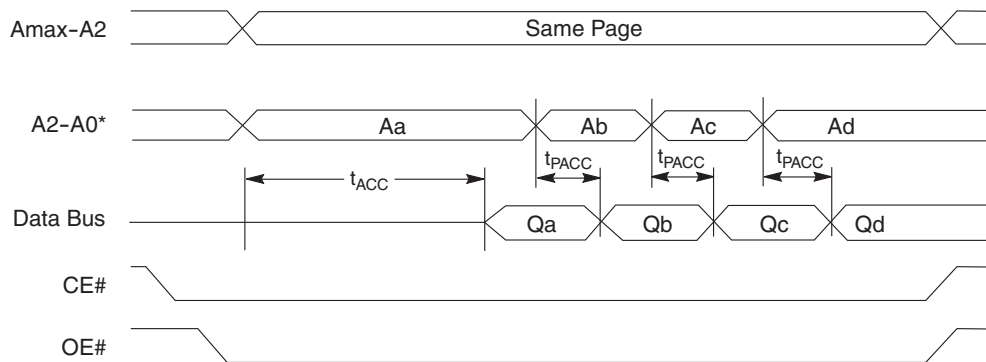 Amax-A2 Same Page
A2-A0* Aa Ab Ac Ad
tACC tPACC tPACC tPACC
Data Bus Qa Qb Qc Qd
CE#
OE#